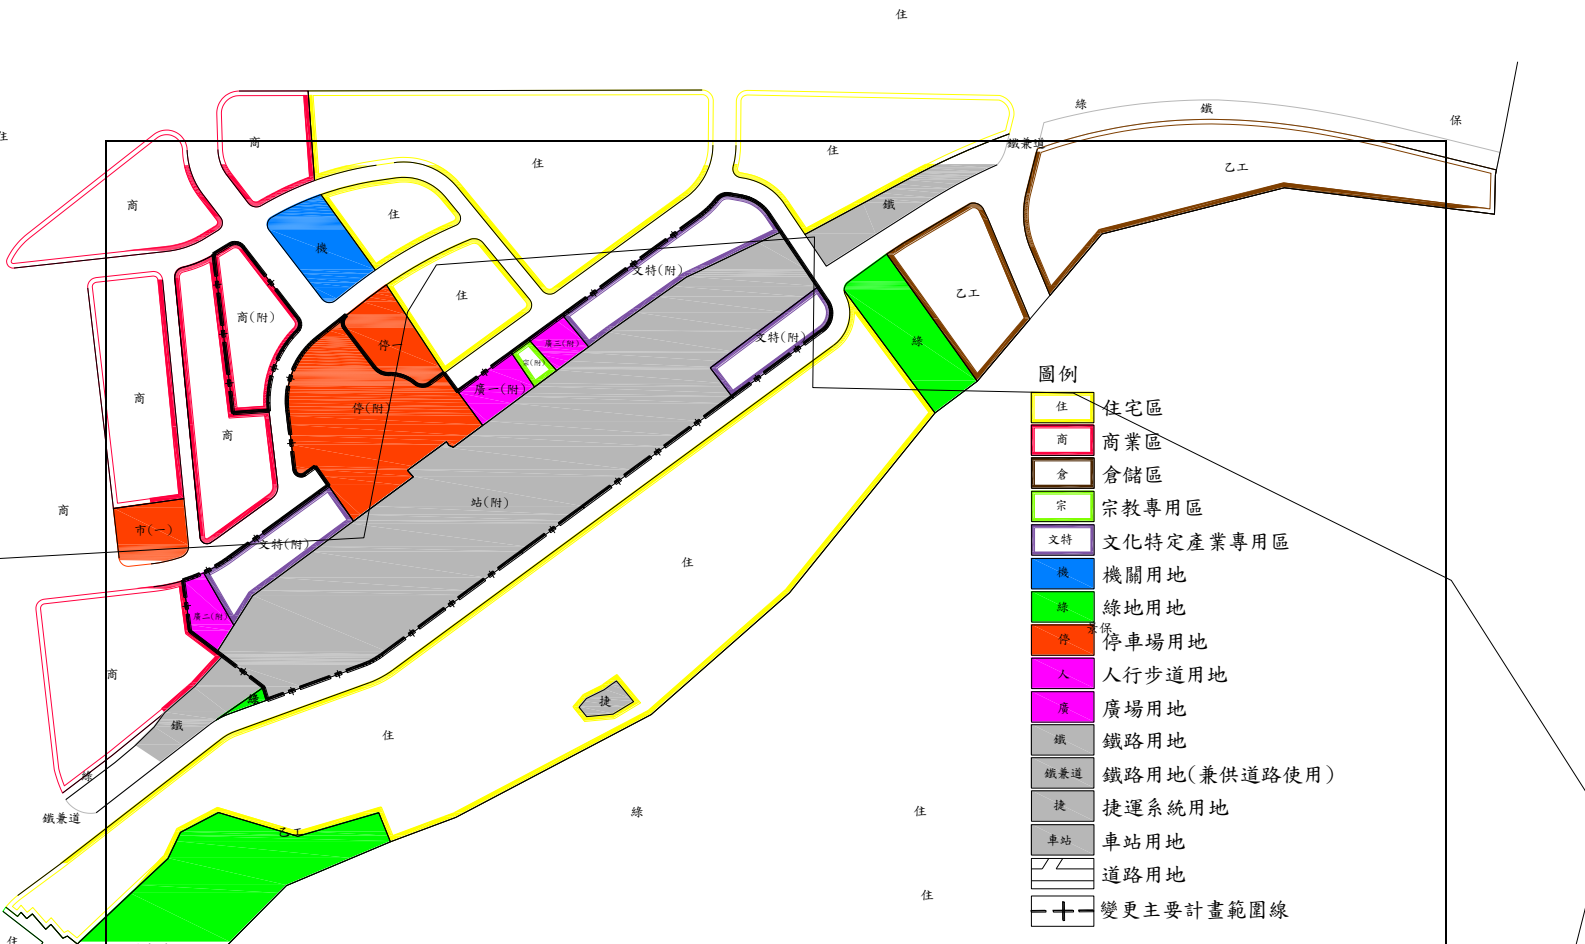 住
綠
鐵
保
住
商
住
住
鐵兼道
乙工
商
住
鐵
機
文特(附)
住
乙工
商(附)
文特(附)
停一
廣三(附)
綠
宗(附)
廣一(附)
圖例
商
停(附)
住
住宅區
商
商
商業區
倉
倉儲區
站(附)
宗
宗教專用區
商
市(一)
文特(附)
文特
文化特定產業專用區
住
機
機關用地
綠
綠地用地
廣二(附)
景保
停
停車場用地
商
人
人行步道用地
綠
捷
廣
廣場用地
鐵
住
鐵
鐵路用地
綠
鐵兼道
鐵路用地(兼供道路使用)
鐵兼道
綠
住
捷
捷運系統用地
乙工
車站
車站用地
道路用地
住
變更主要計畫範圍線
住